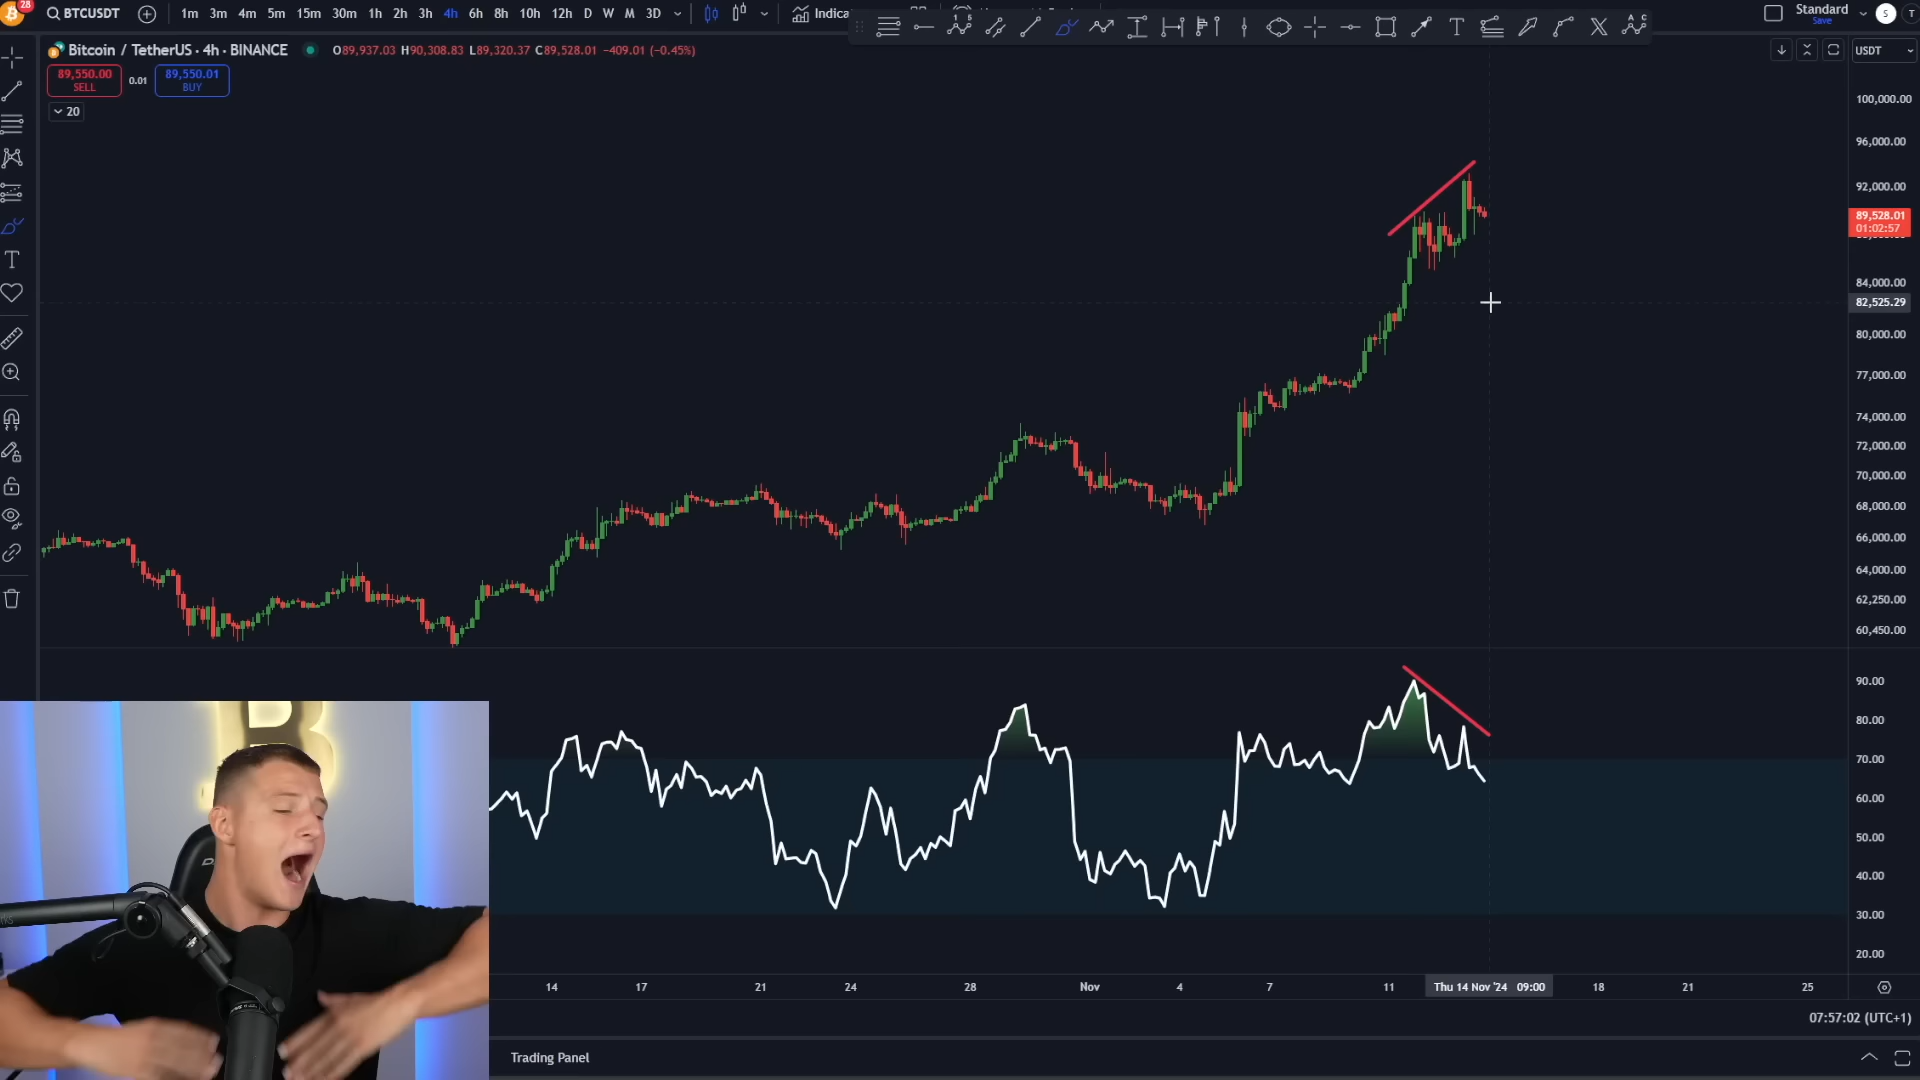 28
BTCUSDT
1m 3m 4m 5m 15m 30m 1h 2h 3h 4h 6h 8h 10h 12h D W M 3D
Indica
Standard
Save
S
T
Bitcoin / TetherUS · 4h · BINANCE
O89,937.03 H90,308.83 L89,320.37 C89,528.01 −409.01 (−0.45%)
USDT
89,550.00
SELL
0.01
89,550.01
BUY
20
100,000.00
96,000.00
92,000.00
89,528.01
01:02:57
84,000.00
82,525.29
80,000.00
77,000.00
74,000.00
72,000.00
70,000.00
68,000.00
66,000.00
64,000.00
62,250.00
60,450.00
90.00
80.00
70.00
60.00
50.00
40.00
30.00
20.00
14 17 21 24 28 Nov 4 7 11 Thu 14 Nov '24 09:00 18 21 25
07:57:02 (UTC+1)
Trading Panel